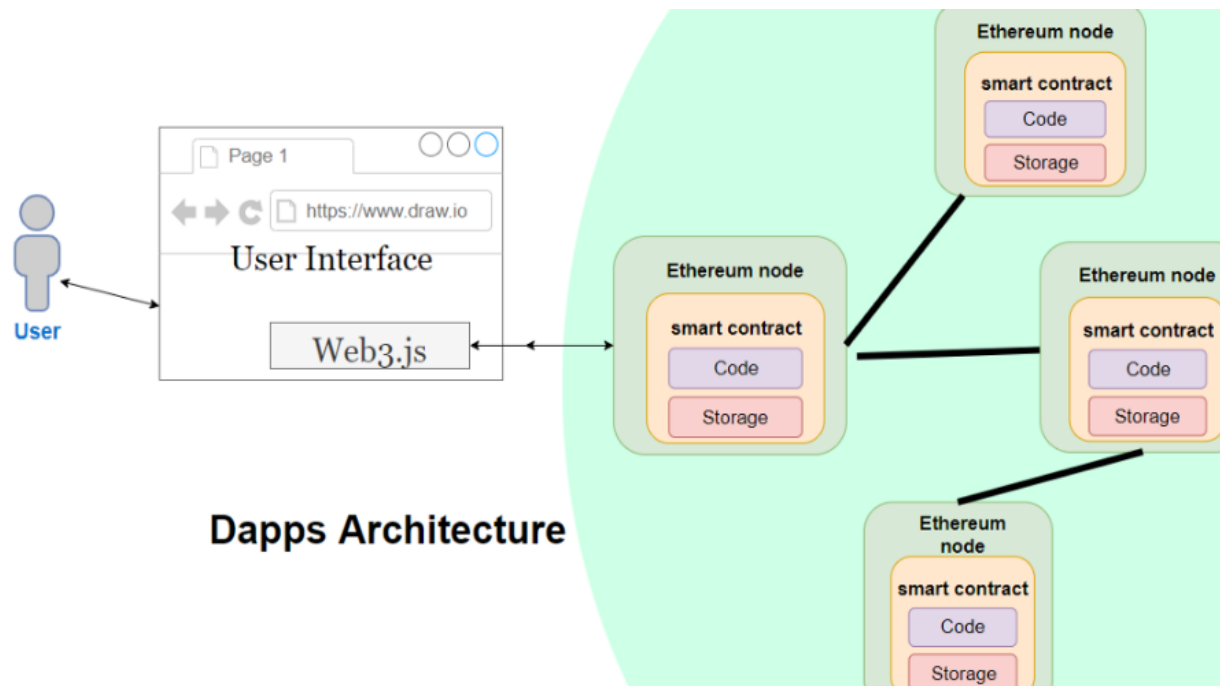 Page 1
https://www.draw.io
User Interface
Web3.js
User
Dapps Architecture
Ethereum node
smart contract
Code
Storage
Ethereum node
smart contract
Code
Storage
Ethereum node
smart contract
Code
Storage
Ethereum
node
smart contract
Code
Storage